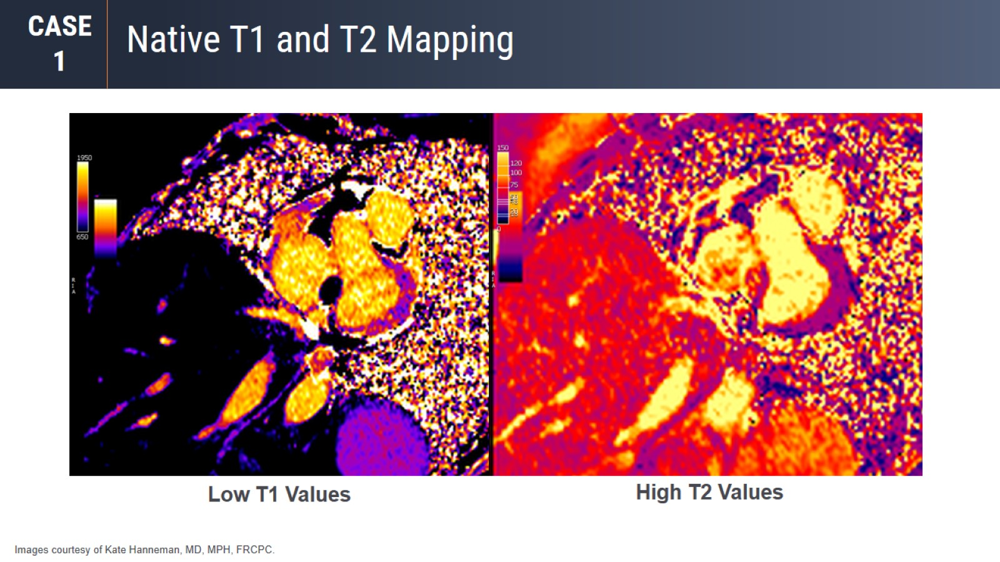 CASE
1
Native T1 and T2 Mapping
1950
650
R
I
A
150
120
100
75
0
R
I
A
Low T1 Values
High T2 Values
Images courtesy of Kate Hanneman, MD, MPH, FRCPC.